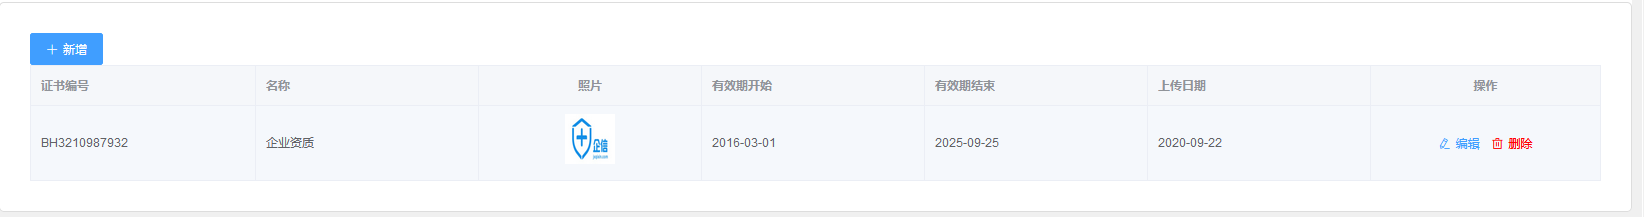 新增
证书编号 名称 照片 有效期开始 有效期结束 上传日期 操作
BH3210987932 企业资质 企信 2016-03-01 2025-09-25 2020-09-22 编辑 删除